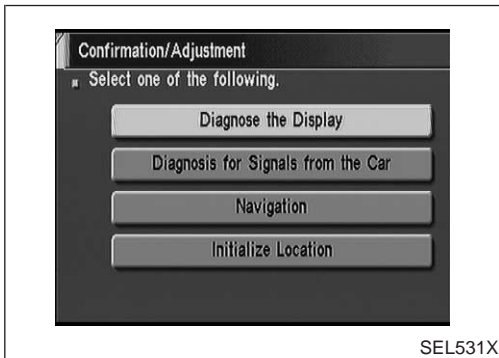 Confirmation/Adjustment
Select one of the following.
Diagnose the Display
Diagnosis for Signals from the Car
Navigation
Initialize Location
SEL531X